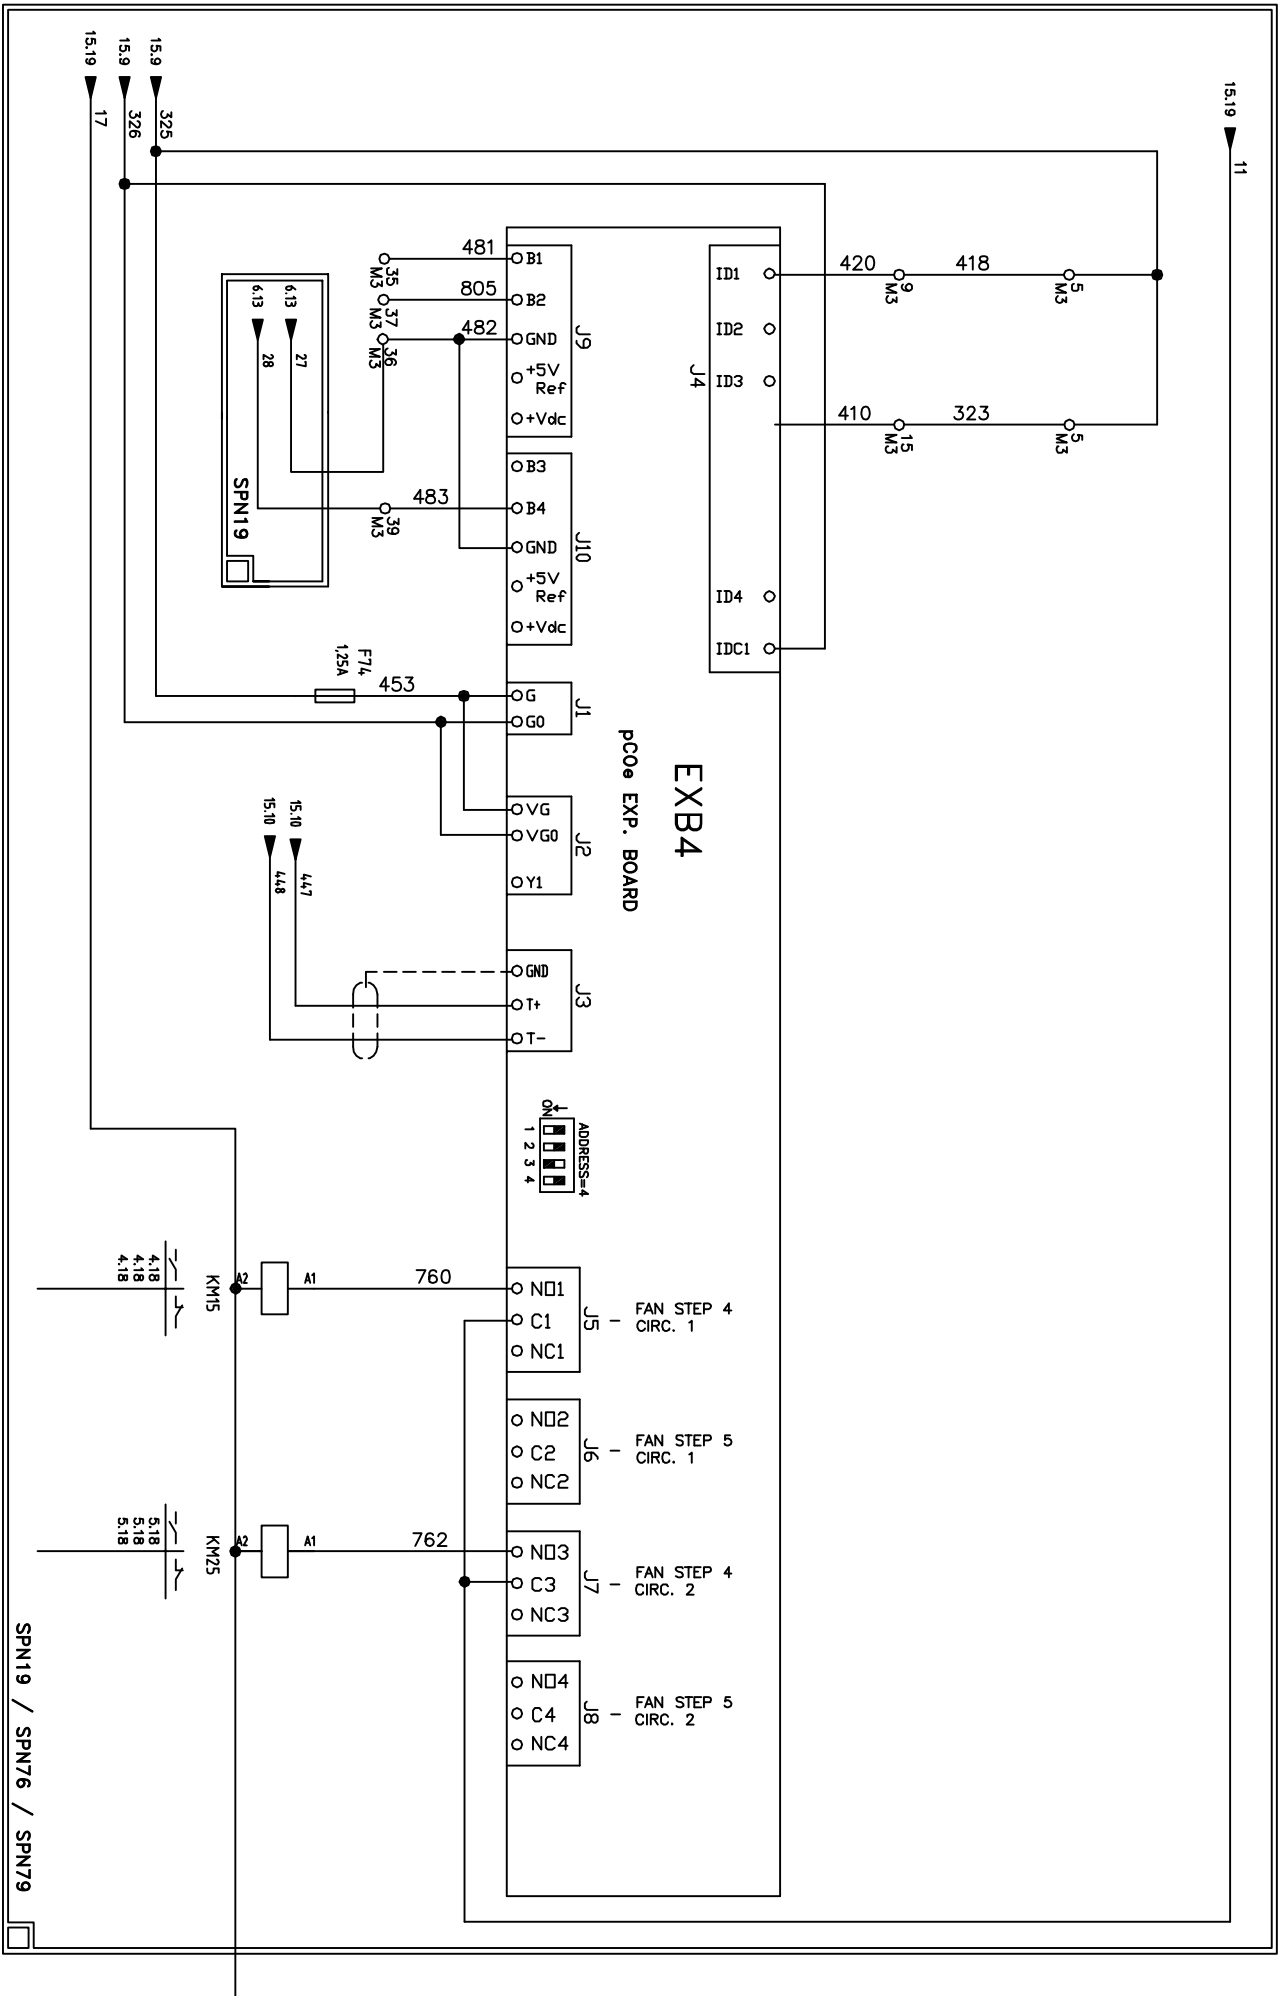 15.19
15.9
15.9
17
326
325
15.19
11
481
B1
35
M3
805
B2
37
M3
482
GND
36
M3
+5V
Ref
+Vdc
J9
ID1
ID2
ID3
ID4
IDC1
J4
420
9
M3
418
5
M3
410
15
M3
323
5
M3
6.13
6.13
28
27
SPN19
B3
483
B4
39
M3
GND
+5V
Ref
+Vdc
J10
F74
1,25A
453
G
G0
J1
EXB4
pCOe EXP. BOARD
VG
VG0
Y1
J2
15.10
15.10
448
447
GND
T+
T-
J3
ON
ADDRESS=4
1 2 3 4
KM15
A2
A1
760
4.18
4.18
4.18
NO1
C1
NC1
J5 -
FAN STEP 4
CIRC. 1
NO2
C2
NC2
J6 -
FAN STEP 5
CIRC. 1
KM25
A2
A1
762
5.18
5.18
5.18
NO3
C3
NC3
J7 -
FAN STEP 4
CIRC. 2
NO4
C4
NC4
J8 -
FAN STEP 5
CIRC. 2
SPN19 / SPN76 / SPN79